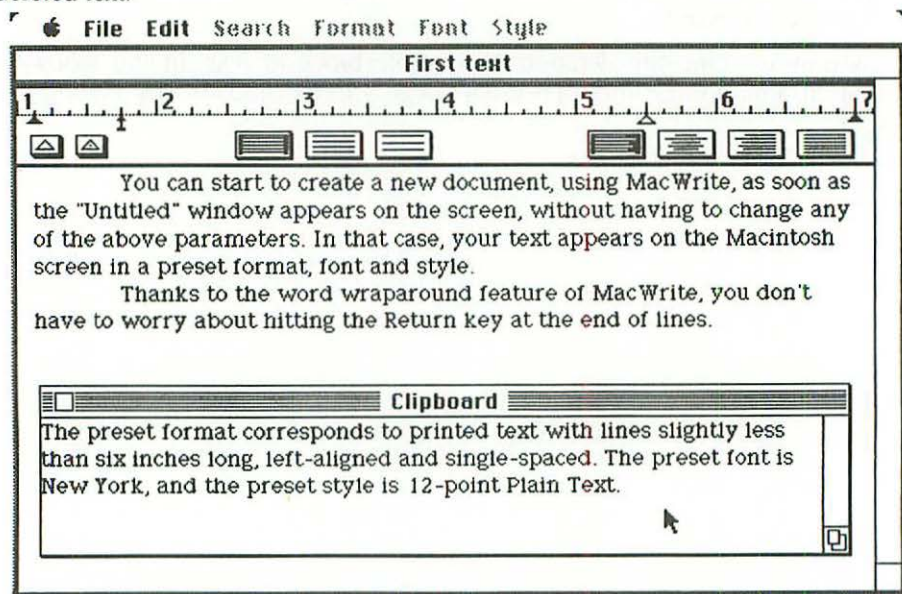 File Edit Search Format Font Style
First text
1 2 3 4 5 6 7
You can start to create a new document, using MacWrite, as soon as
the "Untitled" window appears on the screen, without having to change any
of the above parameters. In that case, your text appears on the Macintosh
screen in a preset format, font and style.
Thanks to the word wraparound feature of MacWrite, you don't
have to worry about hitting the Return key at the end of lines.
Clipboard
The preset format corresponds to printed text with lines slightly less
than six inches long, left-aligned and single-spaced. The preset font is
New York, and the preset style is 12-point Plain Text.